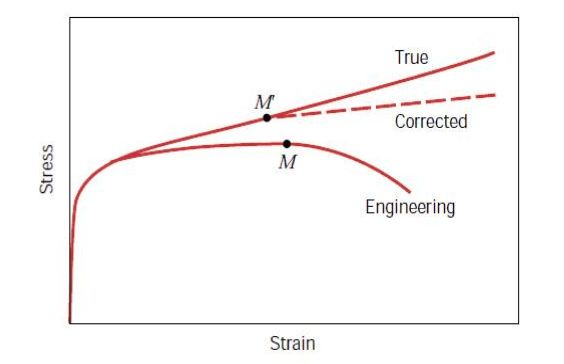 True
M'
Corrected
M
Engineering
Stress
Strain